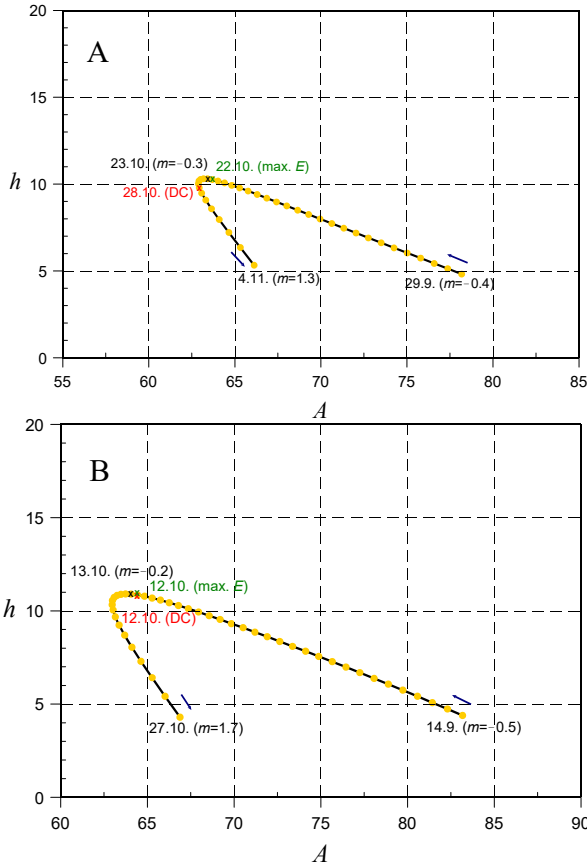 20
A
15
23.10. (m=−0.3)
22.10. (max. E)
h
10
28.10. (DC)
5
4.11. (m=1.3)
29.9. (m=−0.4)
0
55 60 65 70 75 80 85
A
20
B
15
13.10. (m=−0.2)
12.10. (max. E)
h
10
12.10. (DC)
5
27.10. (m=1.7)
14.9. (m=−0.5)
0
60 65 70 75 80 85 90
A